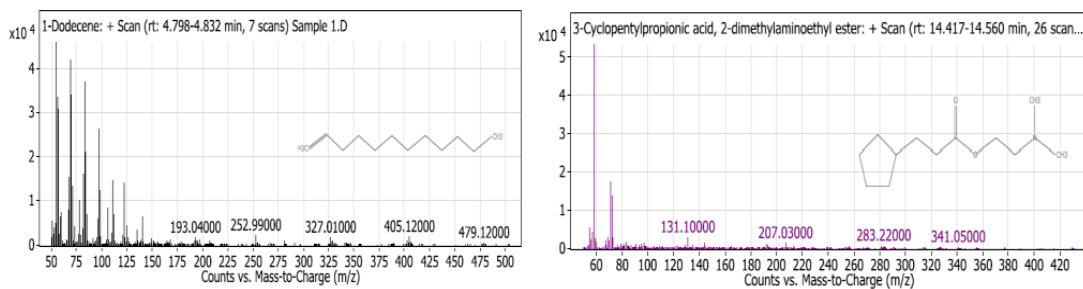 x10 4
1-Dodecene: + Scan (rt: 4.798-4.832 min, 7 scans) Sample 1.D
4
3
2
1
0
H2C
CH3
193.04000
252.99000
327.01000
405.12000
479.12000
50 75 100 125 150 175 200 225 250 275 300 325 350 375 400 425 450 475 500
Counts vs. Mass-to-Charge (m/z)
x10 4
3-Cyclopentylpropionic acid, 2-dimethylaminoethyl ester: + Scan (rt: 14.417-14.560 min, 26 scan...
5
4
3
2
1
0
O
O
CH3
N
CH3
131.10000
207.03000
283.22000
341.05000
60 80 100 120 140 160 180 200 220 240 260 280 300 320 340 360 380 400 420
Counts vs. Mass-to-Charge (m/z)